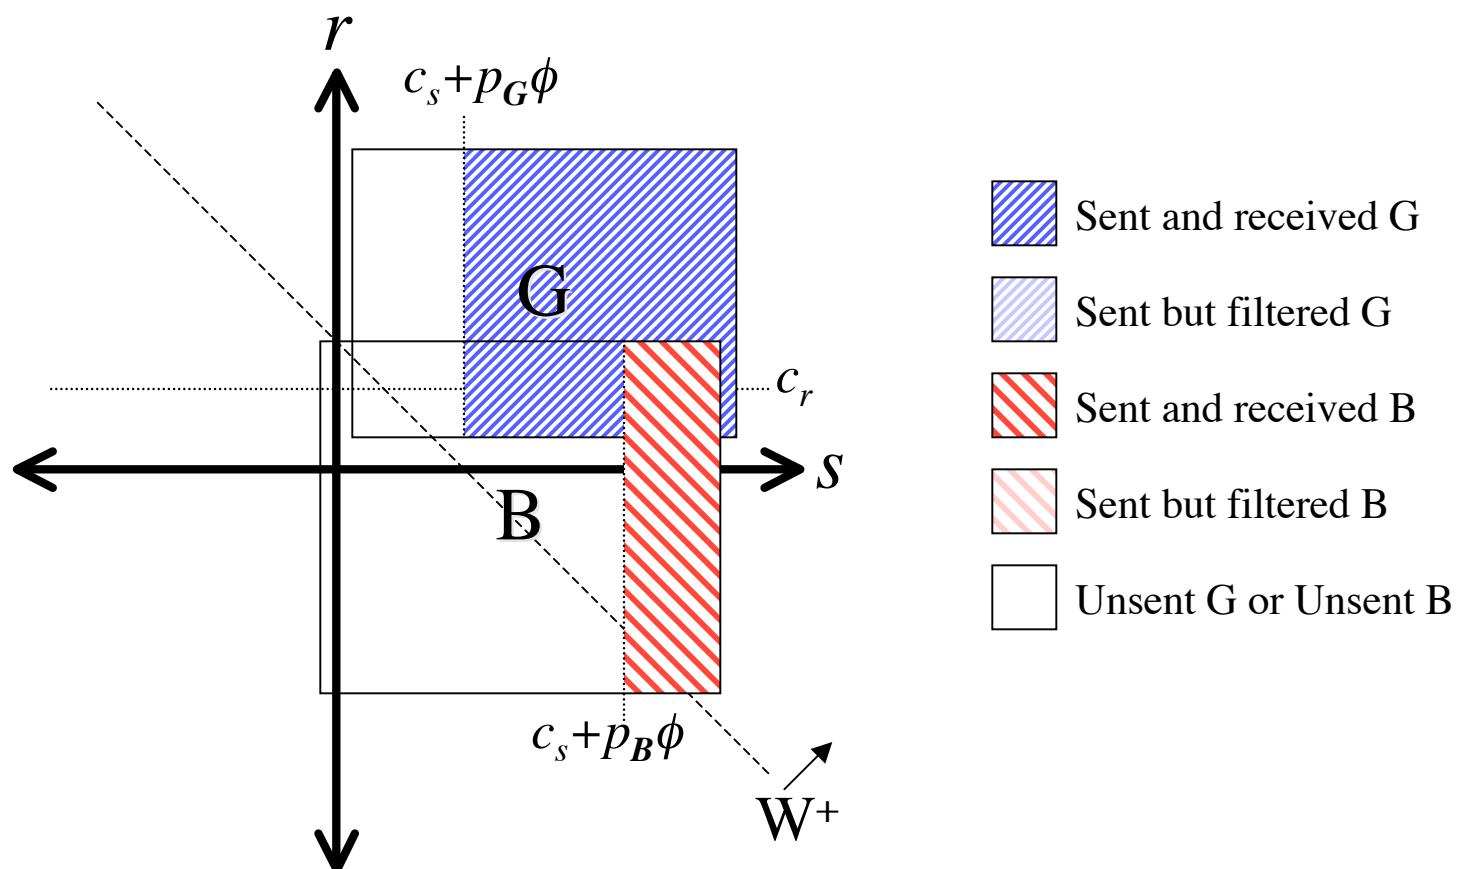 r
c_s+p_Gϕ
G
c_r
s
B
c_s+p_Bϕ
W⁺
Sent and received G
Sent but filtered G
Sent and received B
Sent but filtered B
Unsent G or Unsent B